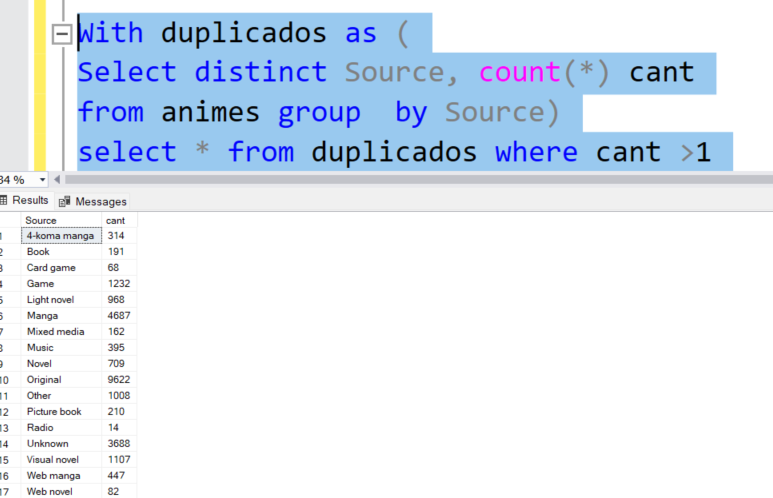 With duplicados as (
Select distinct Source, count(*) cant
from animes group  by Source)
select * from duplicados where cant >1
34 %
Results Messages
Source cant
1 4-koma manga 314
2 Book 191
3 Card game 68
4 Game 1232
5 Light novel 968
6 Manga 4687
7 Mixed media 162
8 Music 395
9 Novel 709
10 Original 9622
11 Other 1008
12 Picture book 210
13 Radio 14
14 Unknown 3688
15 Visual novel 1107
16 Web manga 447
17 Web novel 82